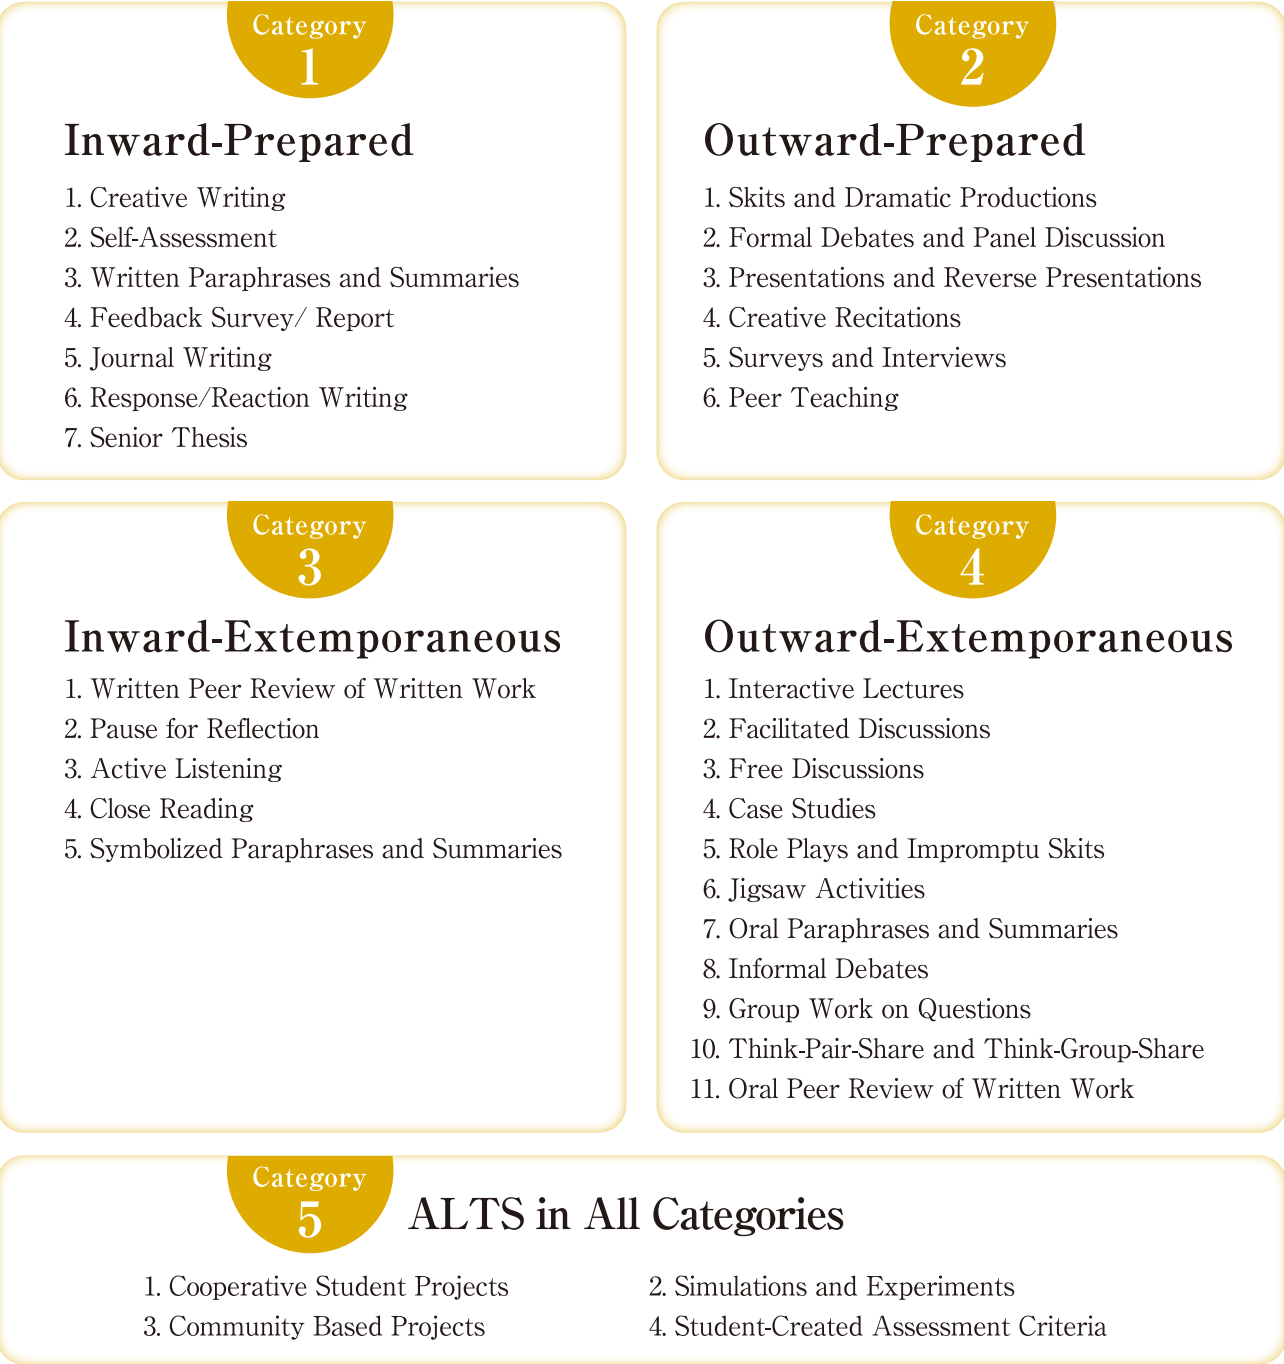 Category
1
Inward-Prepared
1. Creative Writing
2. Self-Assessment
3. Written Paraphrases and Summaries
4. Feedback Survey/ Report
5. Journal Writing
6. Response/Reaction Writing
7. Senior Thesis
Category
2
Outward-Prepared
1. Skits and Dramatic Productions
2. Formal Debates and Panel Discussion
3. Presentations and Reverse Presentations
4. Creative Recitations
5. Surveys and Interviews
6. Peer Teaching
Category
3
Inward-Extemporaneous
1. Written Peer Review of Written Work
2. Pause for Reflection
3. Active Listening
4. Close Reading
5. Symbolized Paraphrases and Summaries
Category
4
Outward-Extemporaneous
1. Interactive Lectures
2. Facilitated Discussions
3. Free Discussions
4. Case Studies
5. Role Plays and Impromptu Skits
6. Jigsaw Activities
7. Oral Paraphrases and Summaries
8. Informal Debates
9. Group Work on Questions
10. Think-Pair-Share and Think-Group-Share
11. Oral Peer Review of Written Work
Category
5
ALTS in All Categories
1. Cooperative Student Projects
2. Simulations and Experiments
3. Community Based Projects
4. Student-Created Assessment Criteria